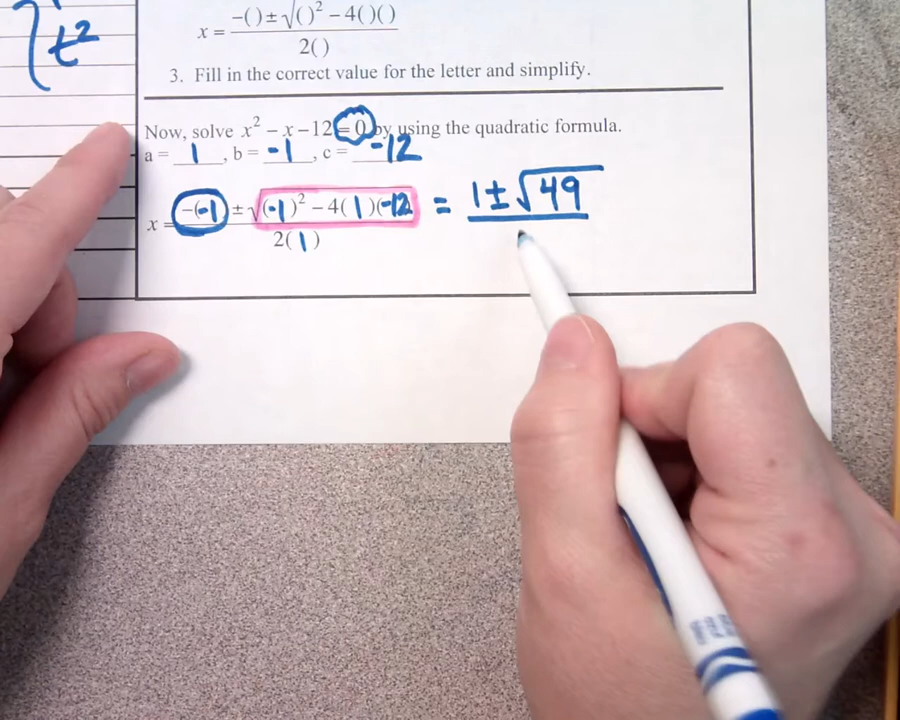 t²
x = −( ) ± √( )² − 4( )( )
2( )
3. Fill in the correct value for the letter and simplify.
Now, solve x² − x − 12 = 0 by using the quadratic formula.
a = 1, b = -1, c = -12
x = −(-1) ± √(-1)² − 4(1)(-12 = 1 ± √49
2(1)